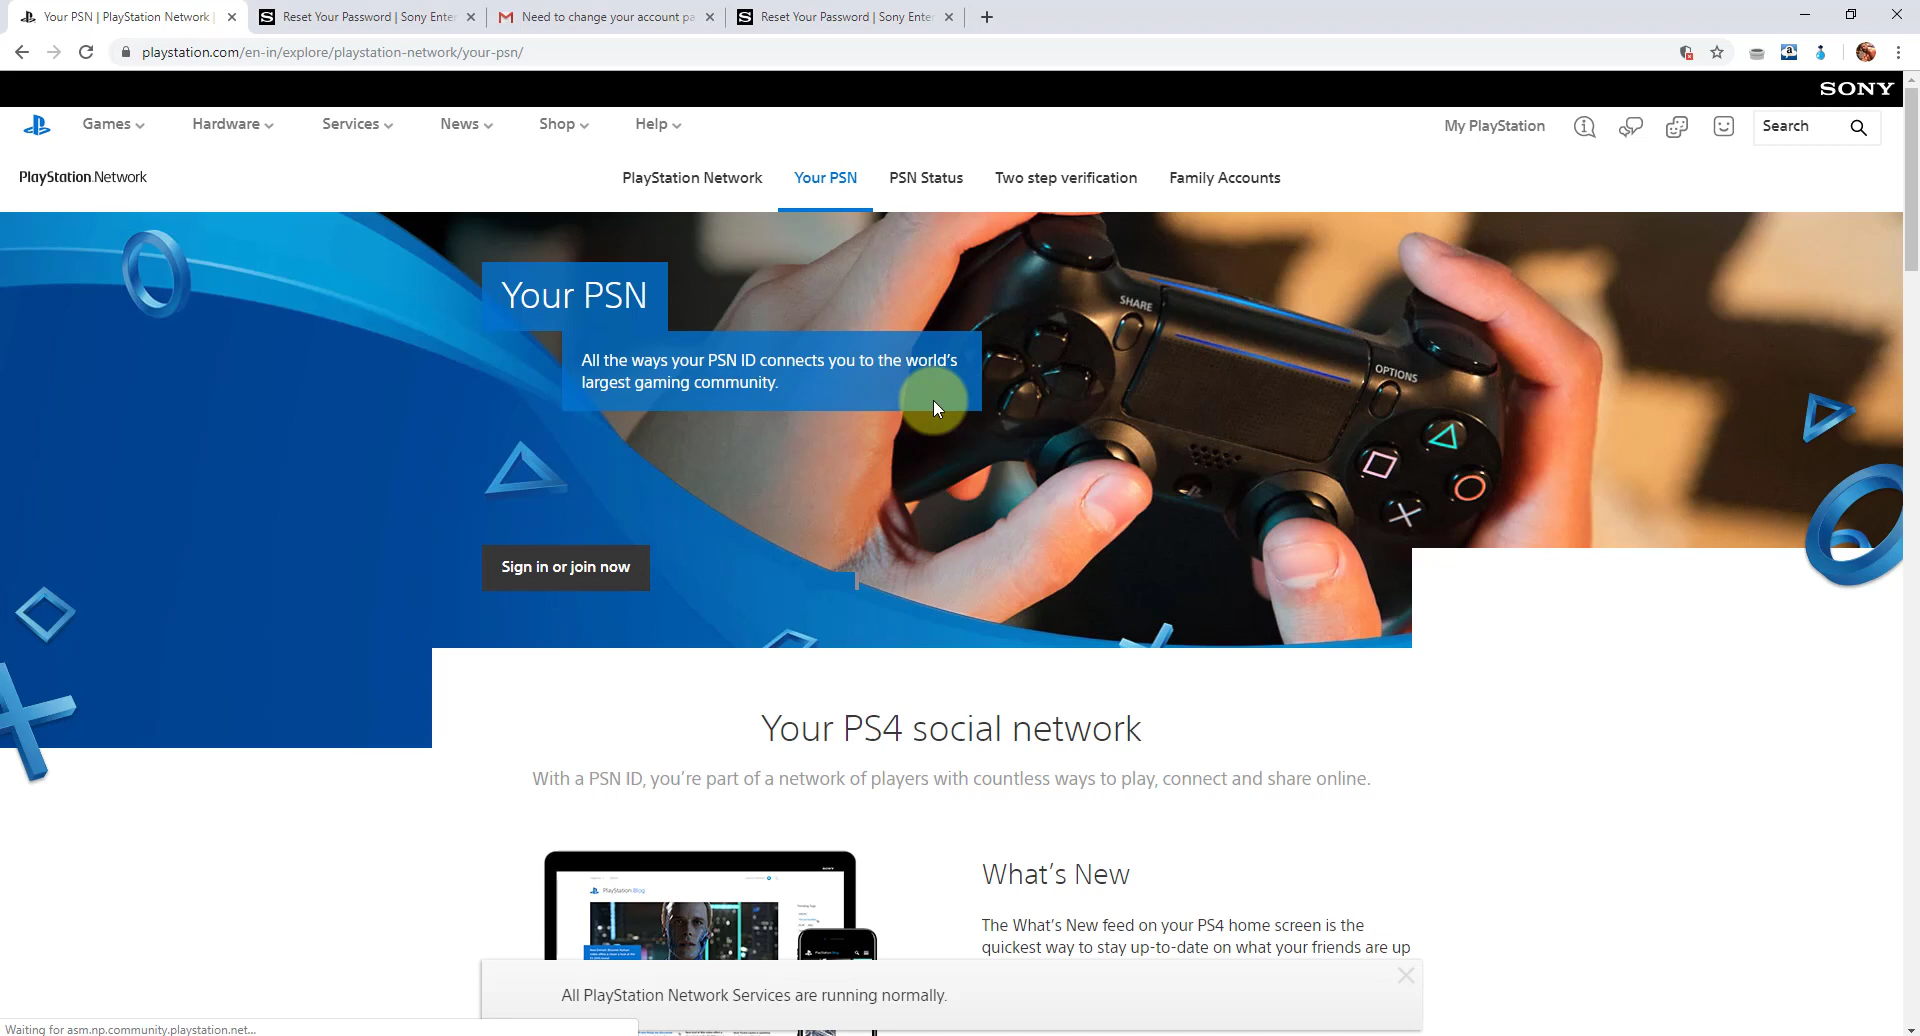 Your PSN | PlayStation Network |
Reset Your Password | Sony Enter
Need to change your account pa
Reset Your Password | Sony Enter
playstation.com/en-in/explore/playstation-network/your-psn/
SONY
Games
Hardware
Services
News
Shop
Help
My PlayStation
Search
PlayStation Network
PlayStation Network
Your PSN
PSN Status
Two step verification
Family Accounts
Your PSN
All the ways your PSN ID connects you to the world's
largest gaming community.
SHARE
OPTIONS
Sign in or join now
Your PS4 social network
With a PSN ID, you're part of a network of players with countless ways to play, connect and share online.
PlayStation.Blog
What's New
The What's New feed on your PS4 home screen is the
quickest way to stay up-to-date on what your friends are up
All PlayStation Network Services are running normally.
Waiting for asm.np.community.playstation.net...